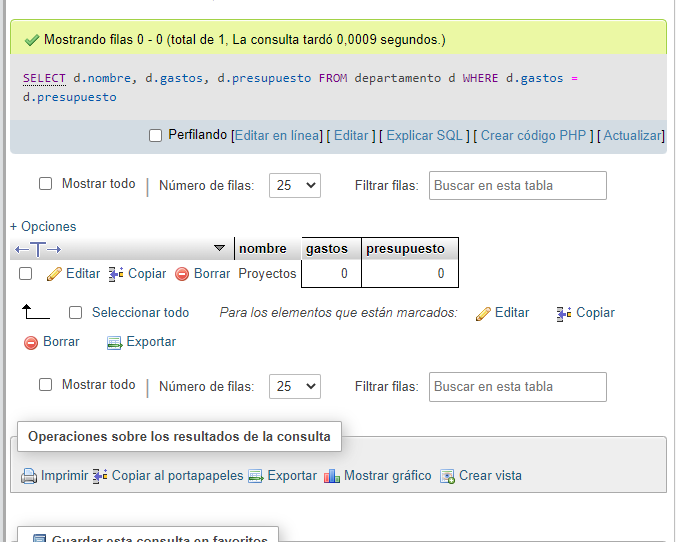 Mostrando filas 0 - 0 (total de 1, La consulta tardó 0,0009 segundos.)
SELECT d.nombre, d.gastos, d.presupuesto FROM departamento d WHERE d.gastos =
d.presupuesto
Perfilando [Editar en línea] [ Editar ] [ Explicar SQL ] [ Crear código PHP ] [ Actualizar]
Mostrar todo | Número de filas: 25 Filtrar filas: Buscar en esta tabla
+ Opciones
←T→ nombre gastos presupuesto
Editar Copiar Borrar Proyectos 0 0
Seleccionar todo Para los elementos que están marcados: Editar Copiar
Borrar Exportar
Mostrar todo | Número de filas: 25 Filtrar filas: Buscar en esta tabla
Operaciones sobre los resultados de la consulta
Imprimir Copiar al portapapeles Exportar Mostrar gráfico Crear vista
Guardar esta consulta en favoritos